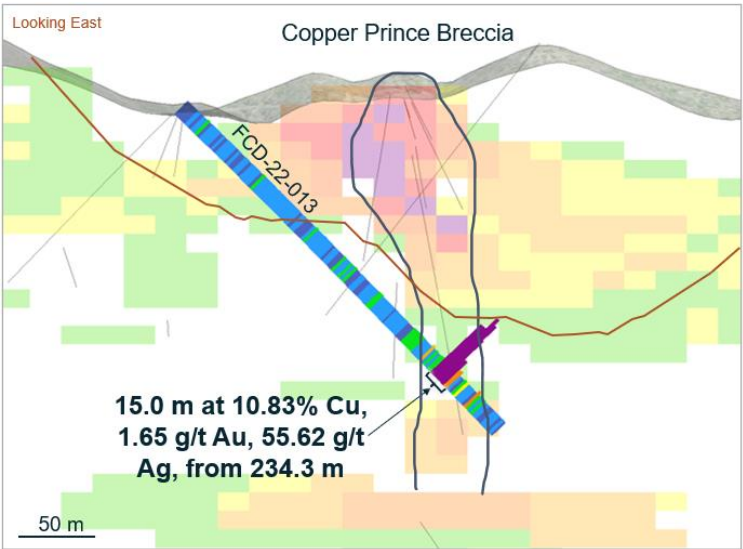 Looking East
Copper Prince Breccia
FCD-22-013
15.0 m at 10.83% Cu,
1.65 g/t Au, 55.62 g/t
Ag, from 234.3 m
50 m